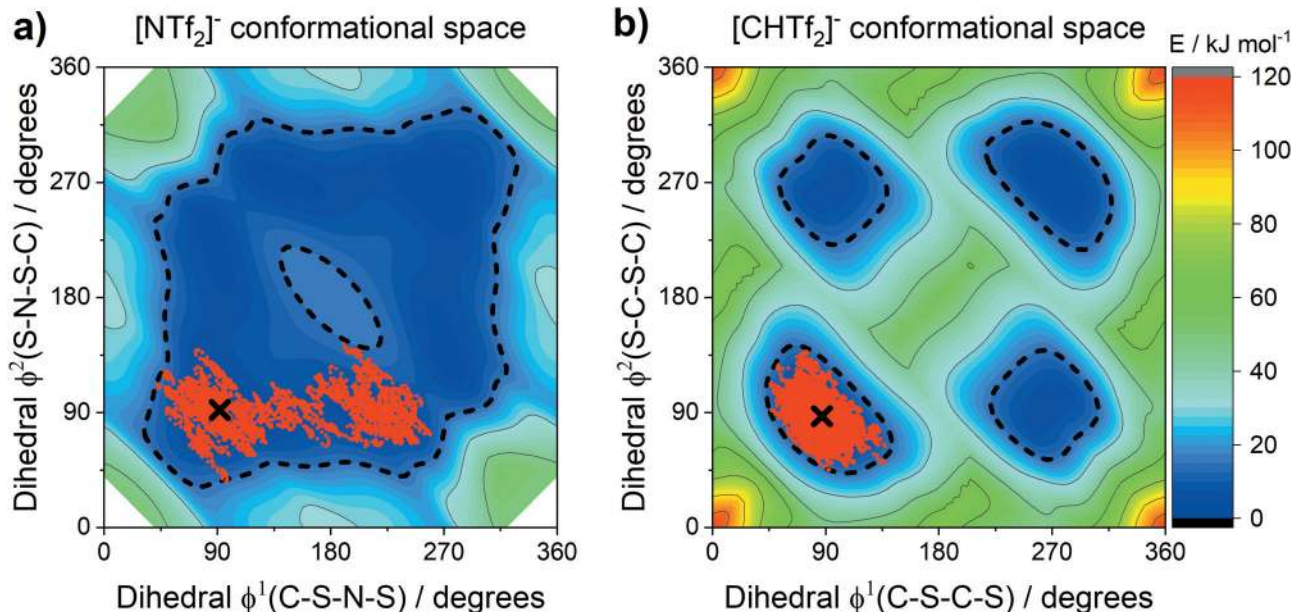 a) [NTf₂]⁻ conformational space
b) [CHTf₂]⁻ conformational space
E / kJ mol⁻¹
Dihedral ϕ²(S-N-S-C) / degrees
360
270
180
90
0
0 90 180 270 360
Dihedral ϕ¹(C-S-N-S) / degrees
Dihedral ϕ²(S-C-S-C) / degrees
360
270
180
90
0
0 90 180 270 360
Dihedral ϕ¹(C-S-C-S) / degrees
120
100
80
60
40
20
0